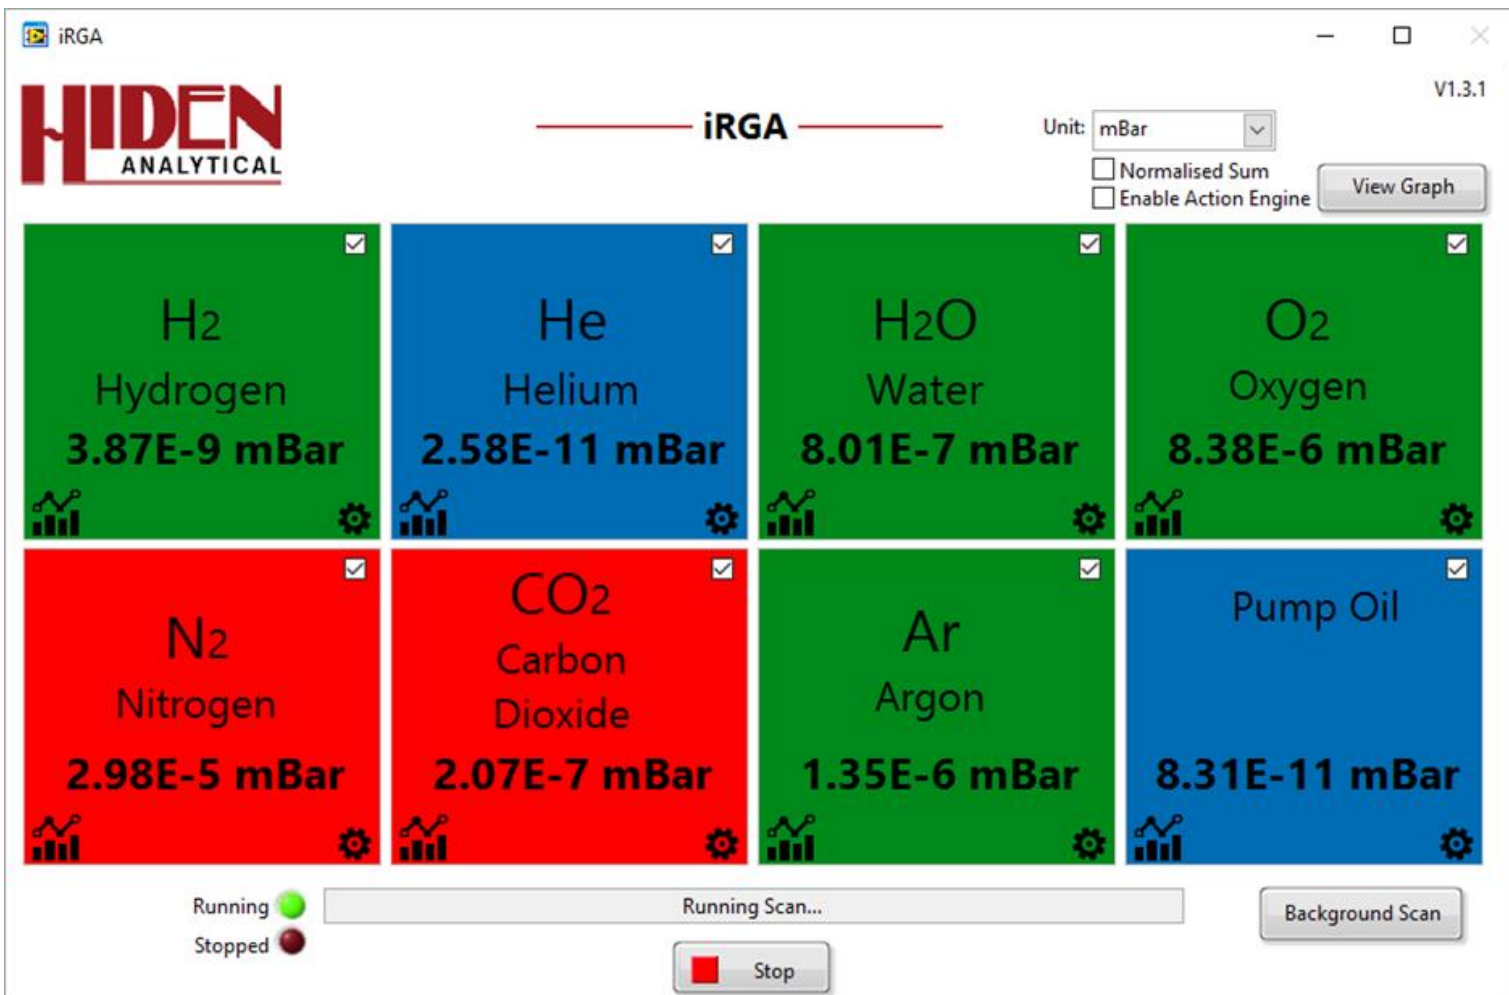 iRGA
HIDEN
ANALYTICAL
iRGA
V1.3.1
Unit: mBar
Normalised Sum
Enable Action Engine
View Graph
H2
Hydrogen
3.87E-9 mBar
He
Helium
2.58E-11 mBar
H2O
Water
8.01E-7 mBar
O2
Oxygen
8.38E-6 mBar
N2
Nitrogen
2.98E-5 mBar
CO2
Carbon
Dioxide
2.07E-7 mBar
Ar
Argon
1.35E-6 mBar
Pump Oil
8.31E-11 mBar
Running
Running Scan...
Stopped
Stop
Background Scan